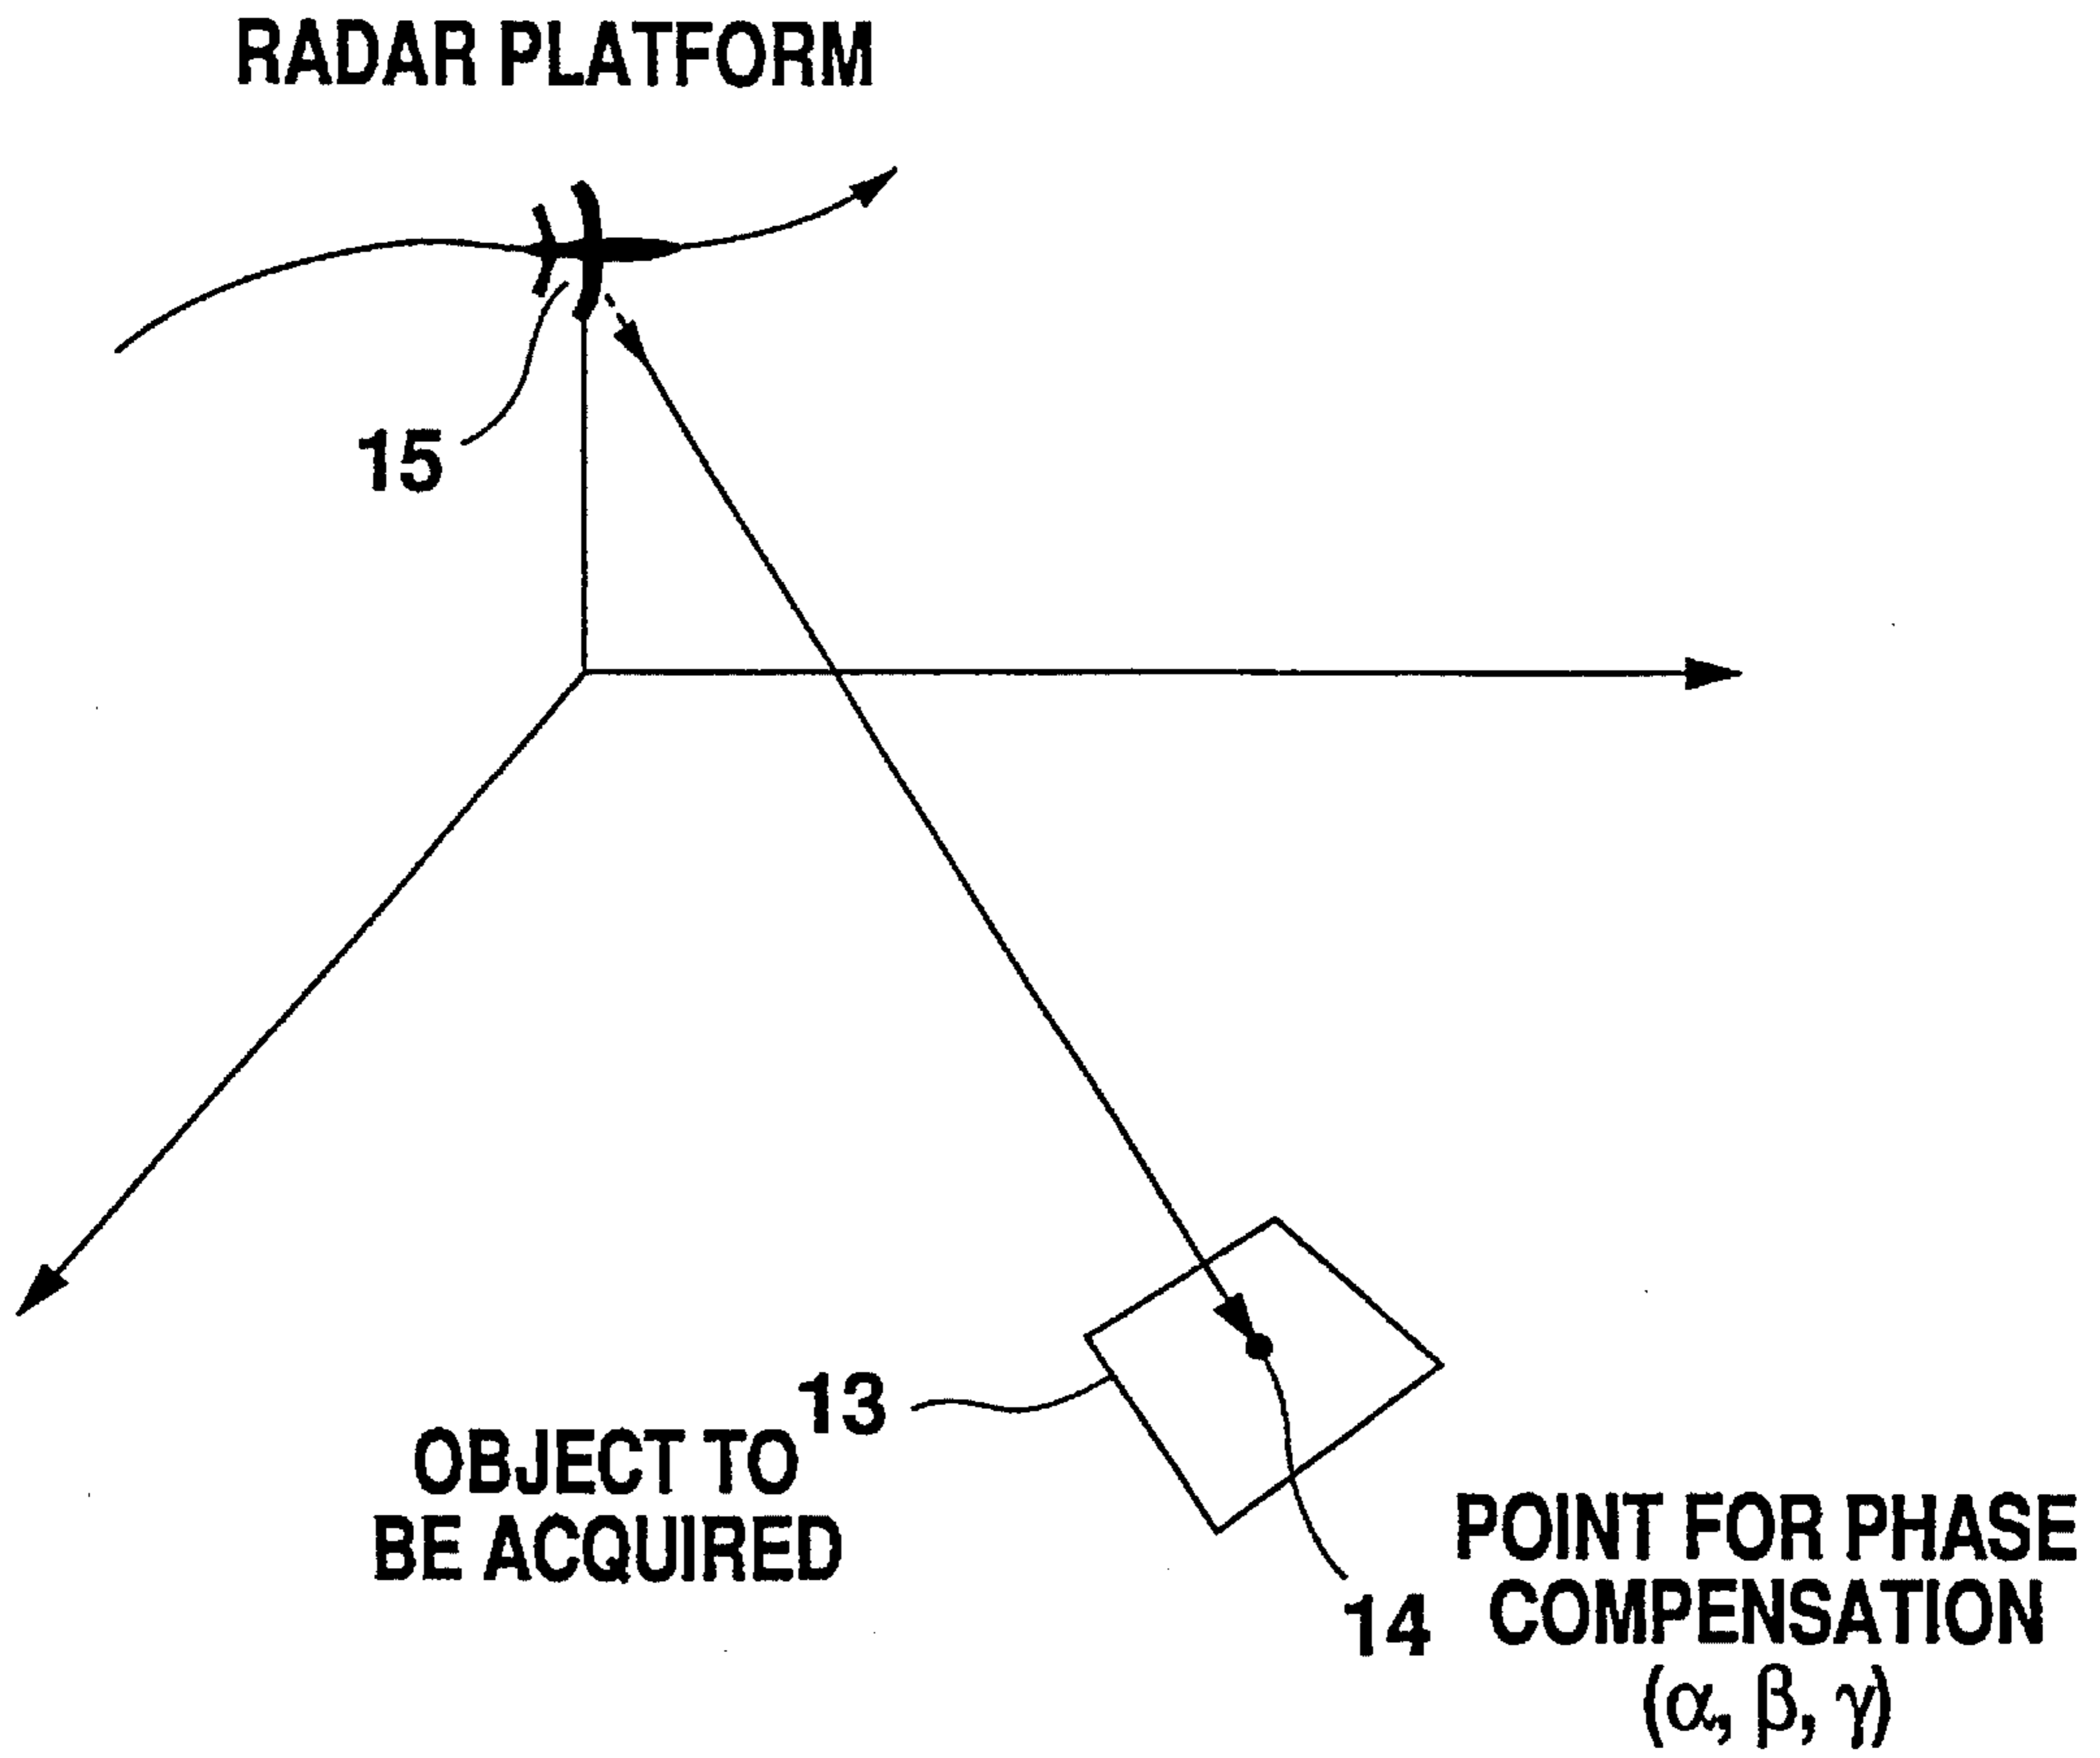 RADAR PLATFORM
15
13
OBJECT TO
BE ACQUIRED
14
POINT FOR PHASE
COMPENSATION
(α, β, γ)